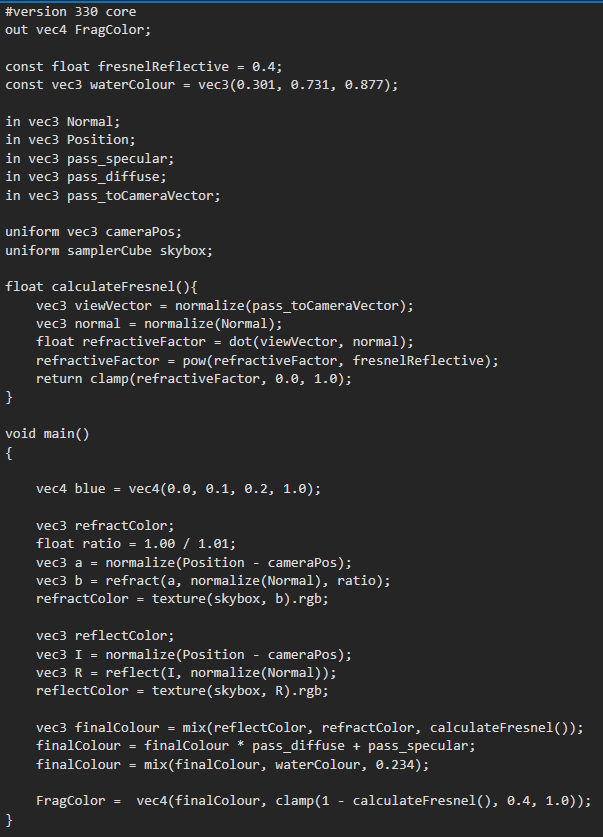 #version 330 core
out vec4 FragColor;

const float fresnelReflective = 0.4;
const vec3 waterColour = vec3(0.301, 0.731, 0.877);

in vec3 Normal;
in vec3 Position;
in vec3 pass_specular;
in vec3 pass_diffuse;
in vec3 pass_toCameraVector;

uniform vec3 cameraPos;
uniform samplerCube skybox;

float calculateFresnel(){
    vec3 viewVector = normalize(pass_toCameraVector);
    vec3 normal = normalize(Normal);
    float refractiveFactor = dot(viewVector, normal);
    refractiveFactor = pow(refractiveFactor, fresnelReflective);
    return clamp(refractiveFactor, 0.0, 1.0);
}

void main()
{

    vec4 blue = vec4(0.0, 0.1, 0.2, 1.0);

    vec3 refractColor;
    float ratio = 1.00 / 1.01;
    vec3 a = normalize(Position - cameraPos);
    vec3 b = refract(a, normalize(Normal), ratio);
    refractColor = texture(skybox, b).rgb;

    vec3 reflectColor;
    vec3 I = normalize(Position - cameraPos);
    vec3 R = reflect(I, normalize(Normal));
    reflectColor = texture(skybox, R).rgb;

    vec3 finalColour = mix(reflectColor, refractColor, calculateFresnel());
    finalColour = finalColour * pass_diffuse + pass_specular;
    finalColour = mix(finalColour, waterColour, 0.234);

    FragColor =  vec4(finalColour, clamp(1 - calculateFresnel(), 0.4, 1.0));
}